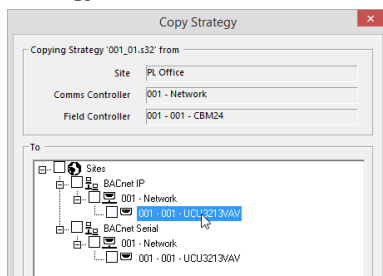 Copy Strategy
×
Copying Strategy '001_01.s32' from
Site PL Office
Comms Controller 001 - Network
Field Controller 001 - 001 - CBM24
To
Sites
BACnet IP
001 - Network
001 - 001 - UCU3213VAV
BACnet Serial
001 - Network
001 - 001 - UCU3213VAV